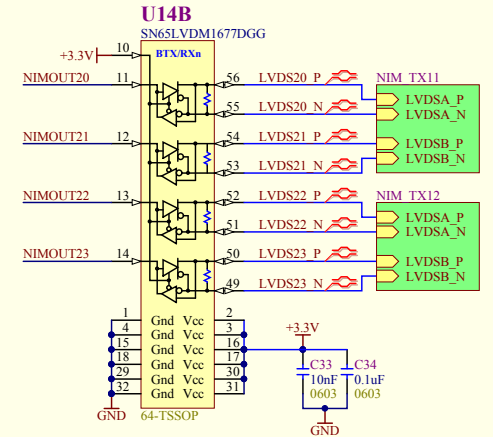 U14B
SN65LVDM1677DGG
+3.3V 10 BTX/RXn
NIMOUT20 11 56 LVDS20_P NIM_TX11
LVDSA_P
55 LVDS20_N LVDSA_N
NIMOUT21 12 54 LVDS21_P LVDSB_P
LVDSB_N
53 LVDS21_N
NIMOUT22 13 52 LVDS22_P NIM_TX12
LVDSA_P
51 LVDS22_N LVDSA_N
NIMOUT23 14 50 LVDS23_P LVDSB_P
LVDSB_N
49 LVDS23_N
1 Gnd Vcc 2
4 Gnd Vcc 3
15 Gnd Vcc 16
18 Gnd Vcc 17
29 Gnd Vcc 30
32 Gnd Vcc 31
GND 64-TSSOP
+3.3V
C33 C34
10nF 0.1uF
0603 0603
GND